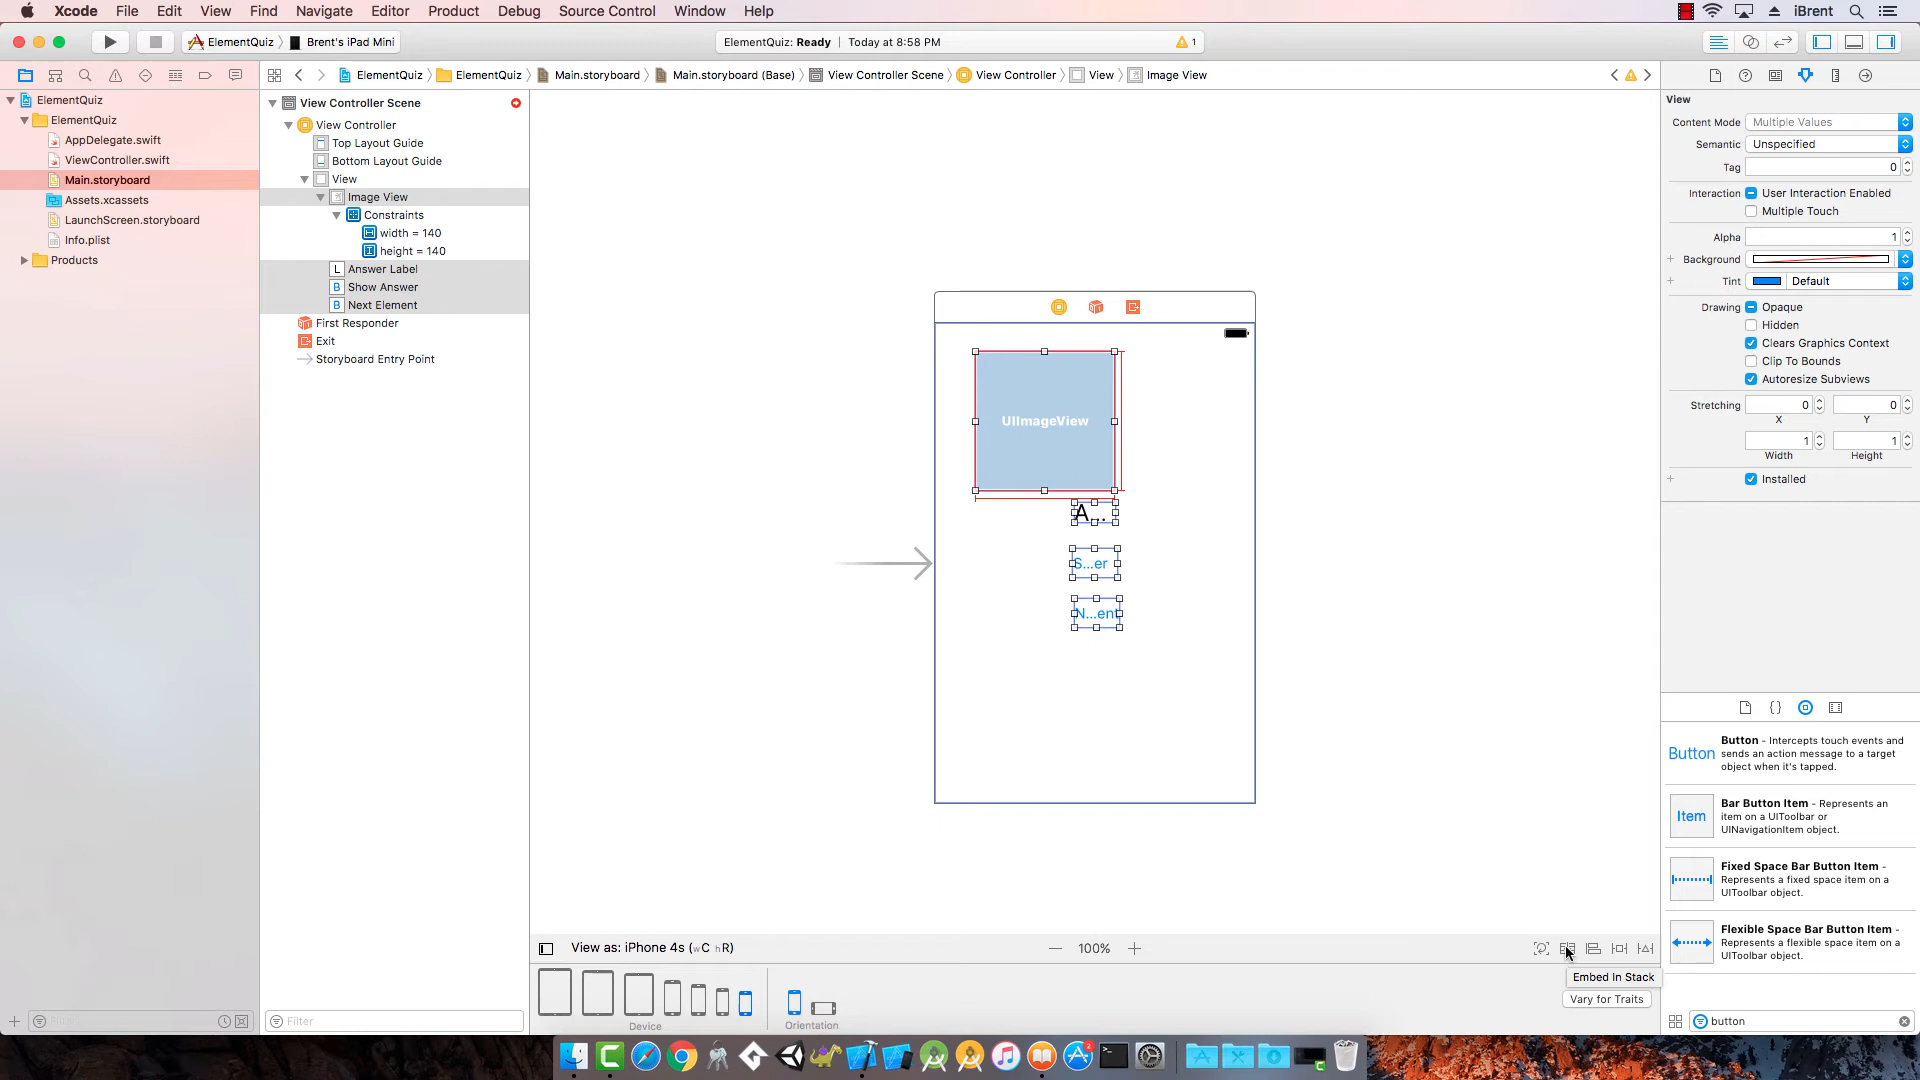 Xcode File Edit View Find Navigate Editor Product Debug Source Control Window Help iBrent
ElementQuiz Brent's iPad Mini
ElementQuiz: Ready Today at 8:58 PM 1
ElementQuiz ElementQuiz Main.storyboard Main.storyboard (Base) View Controller Scene View Controller View Image View
ElementQuiz
ElementQuiz
AppDelegate.swift
ViewController.swift
Main.storyboard
Assets.xcassets
LaunchScreen.storyboard
Info.plist
Products
Filter
View Controller Scene
View Controller
Top Layout Guide
Bottom Layout Guide
View
Image View
Constraints
width = 140
height = 140
L Answer Label
B Show Answer
B Next Element
First Responder
Exit
Storyboard Entry Point
Filter
UIImageView
A...
S...er
N...ent
View as: iPhone 4s (wC hR)
100%
Embed In Stack
Vary for Traits
Device
Orientation
View
Content Mode Multiple Values
Semantic Unspecified
Tag 0
Interaction User Interaction Enabled
Multiple Touch
Alpha 1
Background
Tint Default
Drawing Opaque
Hidden
Clears Graphics Context
Clip To Bounds
Autoresize Subviews
Stretching 0 0
X Y
1 1
Width Height
Installed
Button Button - Intercepts touch events and
sends an action message to a target
object when it's tapped.
Item Bar Button Item - Represents an
item on a UIToolbar or
UINavigationItem object.
Fixed Space Bar Button Item -
Represents a fixed space item on a
UIToolbar object.
Flexible Space Bar Button Item -
Represents a flexible space item on a
UIToolbar object.
button
2